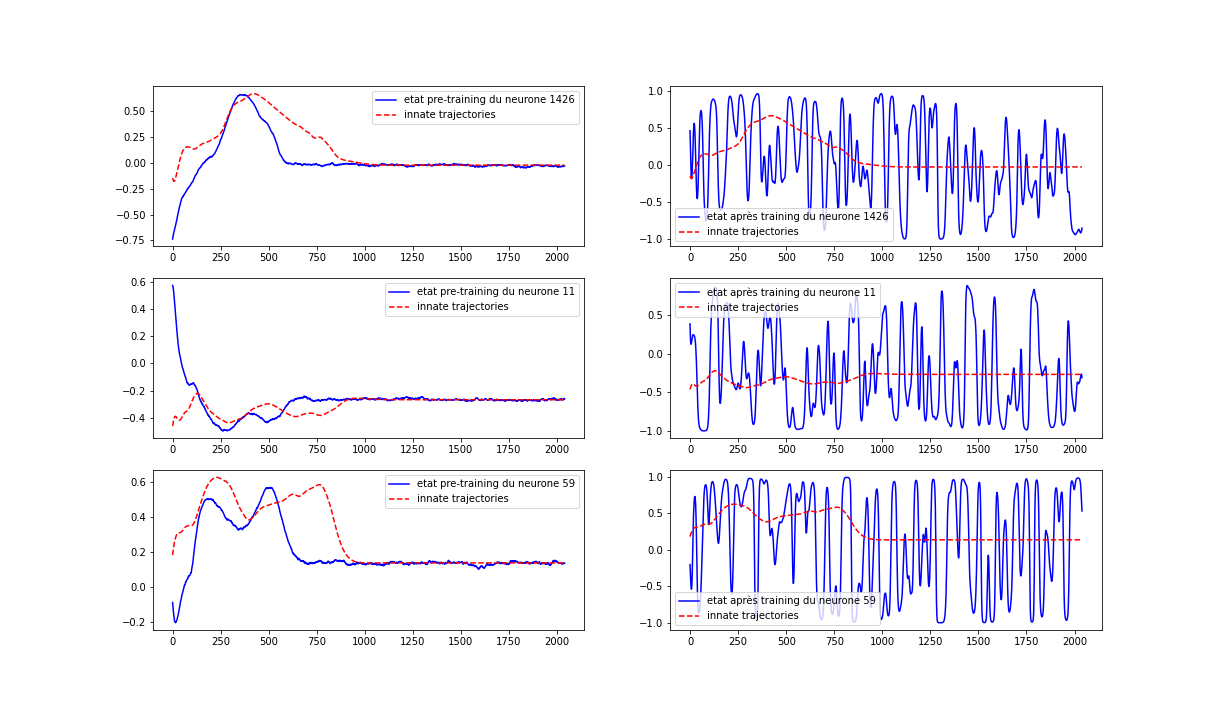 etat pre-training du neurone 1426
innate trajectories
0.50
0.25
0.00
−0.25
−0.50
−0.75
0 250 500 750 1000 1250 1500 1750 2000
etat après training du neurone 1426
innate trajectories
1.0
0.5
0.0
−0.5
−1.0
0 250 500 750 1000 1250 1500 1750 2000
etat pre-training du neurone 11
innate trajectories
0.6
0.4
0.2
0.0
−0.2
−0.4
0 250 500 750 1000 1250 1500 1750 2000
etat après training du neurone 11
innate trajectories
0.5
0.0
−0.5
−1.0
0 250 500 750 1000 1250 1500 1750 2000
etat pre-training du neurone 59
innate trajectories
0.6
0.4
0.2
0.0
−0.2
0 250 500 750 1000 1250 1500 1750 2000
etat après training du neurone 59
innate trajectories
1.0
0.5
0.0
−0.5
−1.0
0 250 500 750 1000 1250 1500 1750 2000